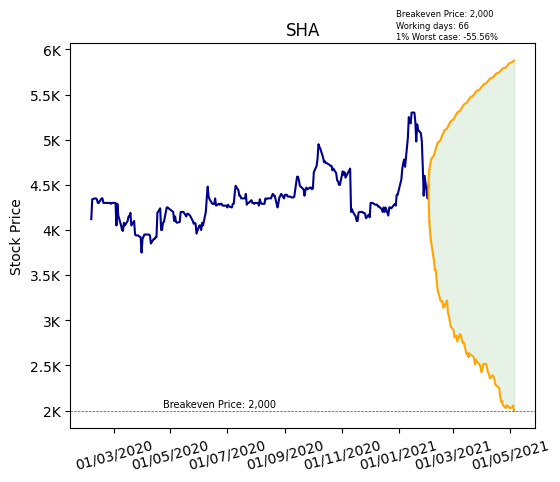 Breakeven Price: 2,000
Working days: 66
1% Worst case: -55.56%
SHA
6K
5.5K
5K
4.5K
4K
3.5K
3K
2.5K
2K
Stock Price
Breakeven Price: 2,000
01/03/2020
01/05/2020
01/07/2020
01/09/2020
01/11/2020
01/01/2021
01/03/2021
01/05/2021